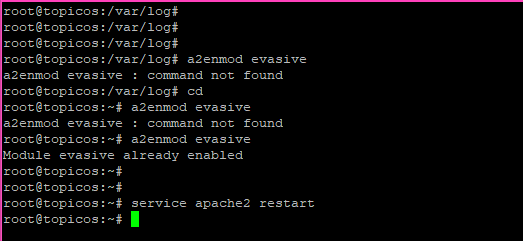 root@topicos:/var/log#
root@topicos:/var/log#
root@topicos:/var/log#
root@topicos:/var/log# a2enmod evasive
a2enmod evasive : command not found
root@topicos:/var/log# cd
root@topicos:~# a2enmod evasive
a2enmod evasive : command not found
root@topicos:~# a2enmod evasive
Module evasive already enabled
root@topicos:~#
root@topicos:~#
root@topicos:~# service apache2 restart
root@topicos:~#